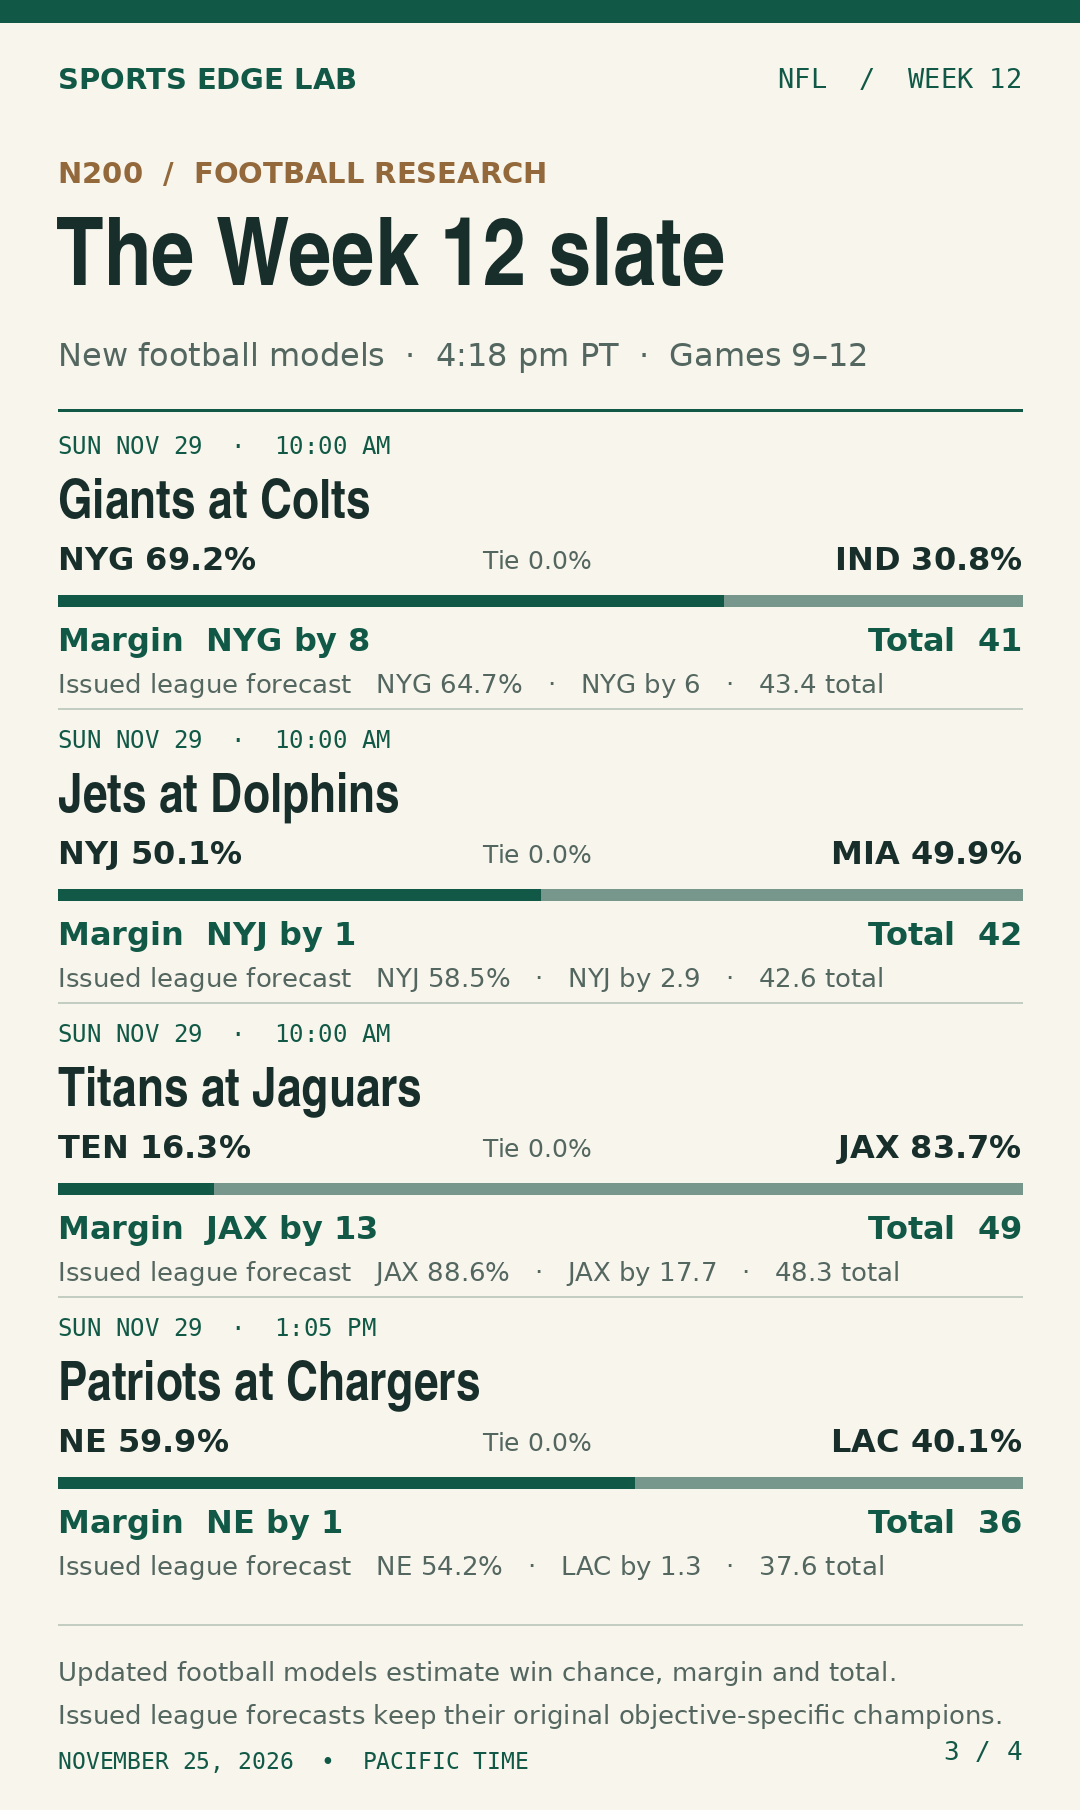 SPORTS EDGE LAB
NFL / WEEK 12
N200 / FOOTBALL RESEARCH
The Week 12 slate
New football models · 4:18 pm PT · Games 9–12
SUN NOV 29 · 10:00 AM
Giants at Colts
NYG 69.2% Tie 0.0% IND 30.8%
Margin NYG by 8 Total 41
Issued league forecast NYG 64.7% · NYG by 6 · 43.4 total
SUN NOV 29 · 10:00 AM
Jets at Dolphins
NYJ 50.1% Tie 0.0% MIA 49.9%
Margin NYJ by 1 Total 42
Issued league forecast NYJ 58.5% · NYJ by 2.9 · 42.6 total
SUN NOV 29 · 10:00 AM
Titans at Jaguars
TEN 16.3% Tie 0.0% JAX 83.7%
Margin JAX by 13 Total 49
Issued league forecast JAX 88.6% · JAX by 17.7 · 48.3 total
SUN NOV 29 · 1:05 PM
Patriots at Chargers
NE 59.9% Tie 0.0% LAC 40.1%
Margin NE by 1 Total 36
Issued league forecast NE 54.2% · LAC by 1.3 · 37.6 total
Updated football models estimate win chance, margin and total.
Issued league forecasts keep their original objective-specific champions.
NOVEMBER 25, 2026 • PACIFIC TIME
3 / 4